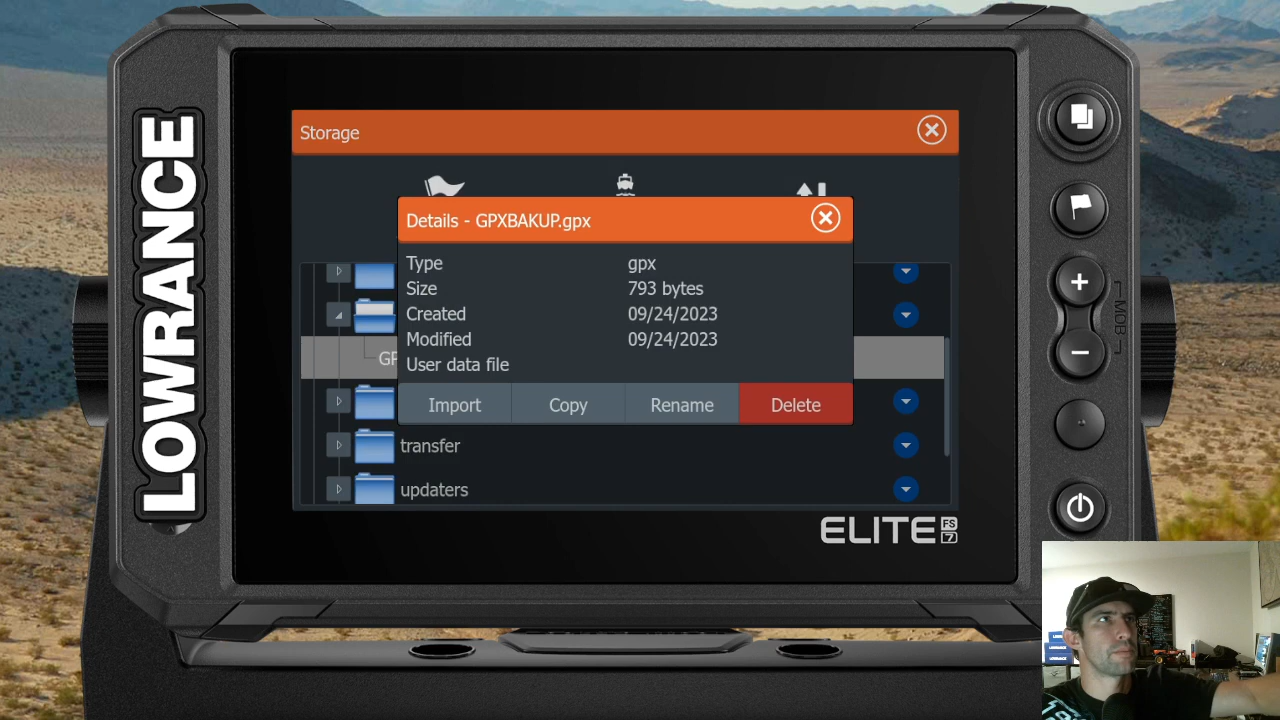 LOWRANCE
Storage
Details - GPXBAKUP.gpx
Type gpx
Size 793 bytes
Created 09/24/2023
Modified 09/24/2023
User data file
GP
Import Copy Rename Delete
transfer
updaters
ELITE FS 7
MOB